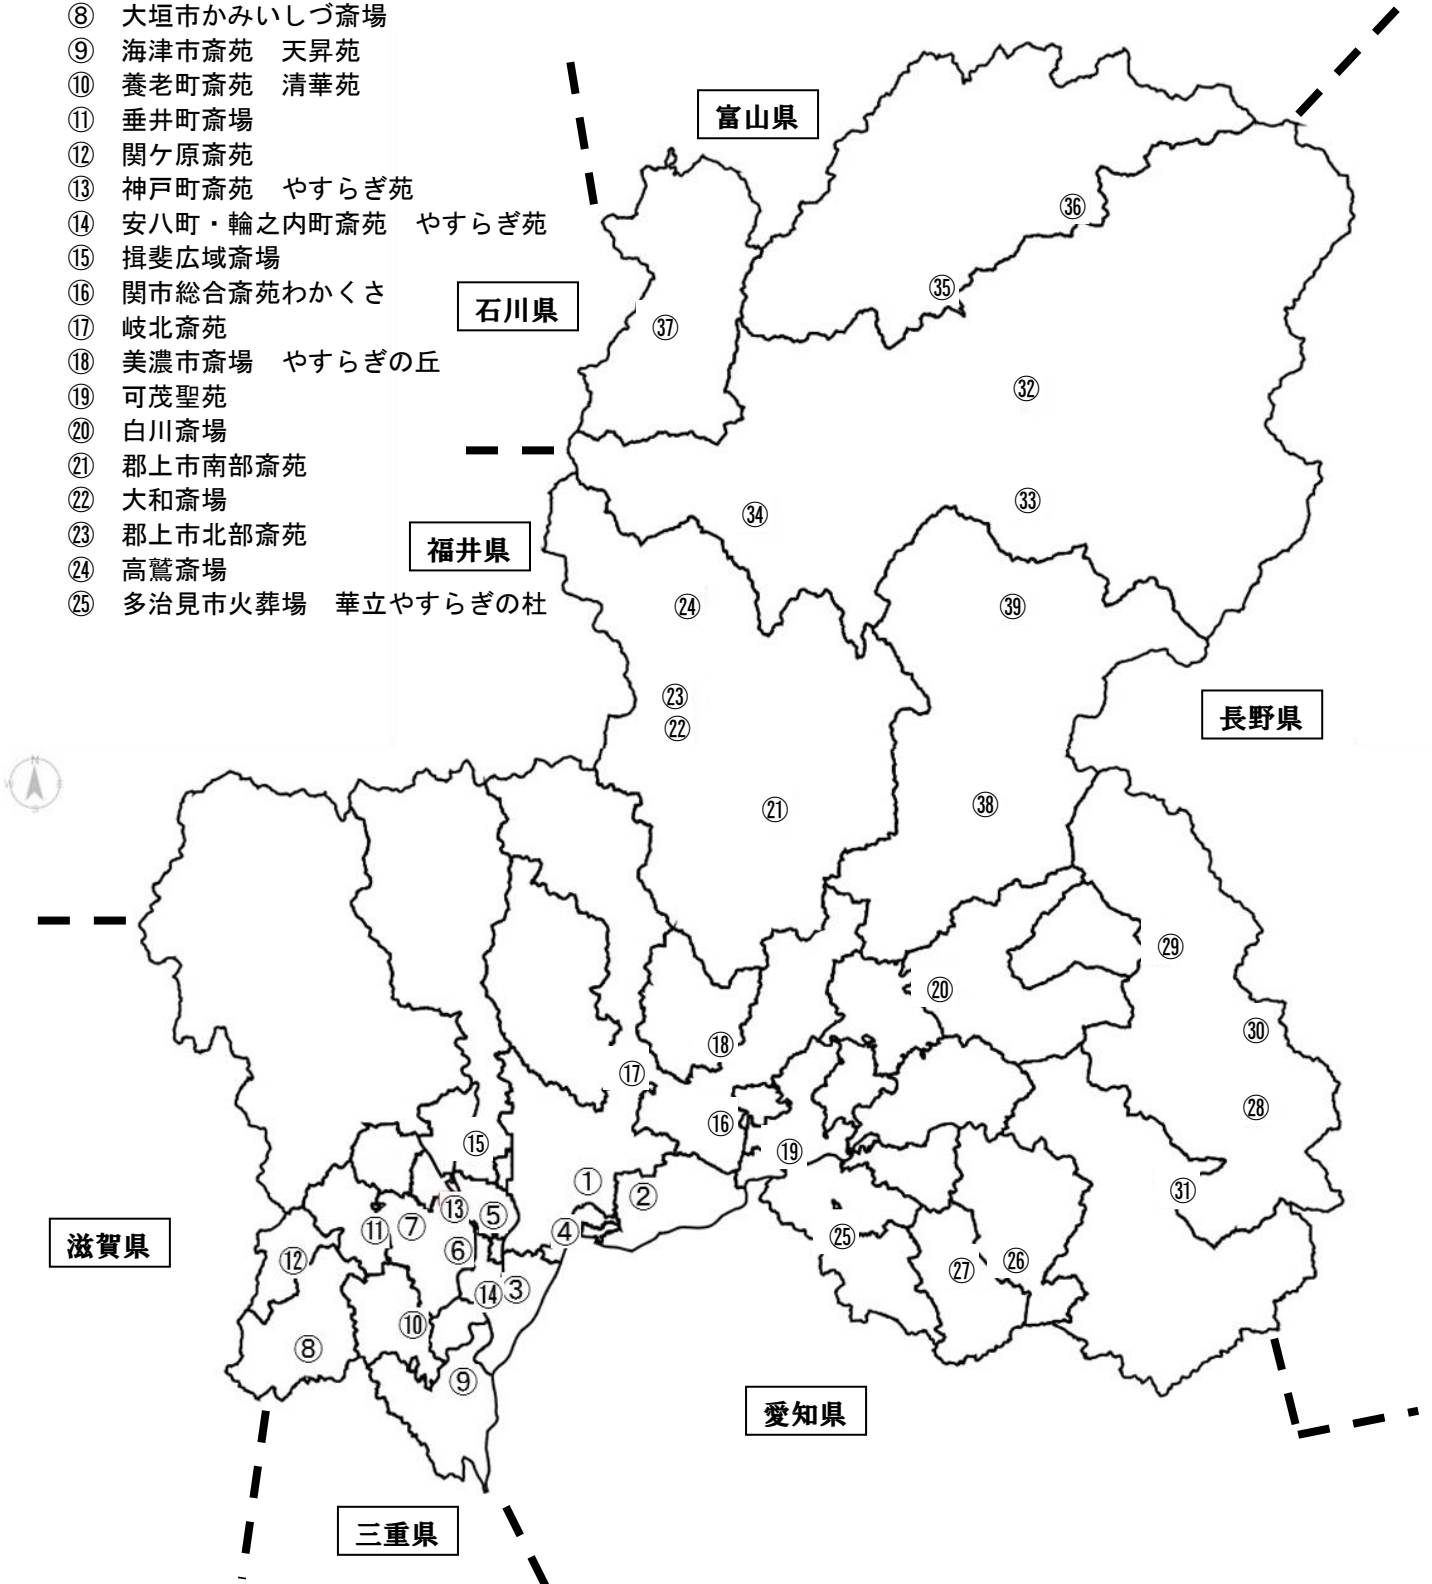 ⑧ 大垣市かみいしづ斎場
⑨ 海津市斎苑 天昇苑
⑩ 養老町斎苑 清華苑
⑪ 垂井町斎場
⑫ 関ケ原斎苑
⑬ 神戸町斎苑 やすらぎ苑
⑭ 安八町・輪之内町斎苑 やすらぎ苑
⑮ 揖斐広域斎場
⑯ 関市総合斎苑わかくさ
⑰ 岐北斎苑
⑱ 美濃市斎場 やすらぎの丘
⑲ 可茂聖苑
⑳ 白川斎場
㉑ 郡上市南部斎苑
㉒ 大和斎場
㉓ 郡上市北部斎苑
㉔ 高鷲斎場
㉕ 多治見市火葬場 華立やすらぎの杜
富山県
㊱
㉟
石川県
㊲
㉜
㉝
㉞
福井県
㉔
㊴
㉓
㉒
長野県
N
W E
S
㊳
㉑
㉙
⑳
㉚
⑱
⑰
㉘
⑯
⑮
⑲
①
②
㉛
⑬
⑤
⑦
⑪
④
㉕
滋賀県
⑥
⑫
㉖
㉗
③
⑭
⑩
⑧
⑨
愛知県
三重県